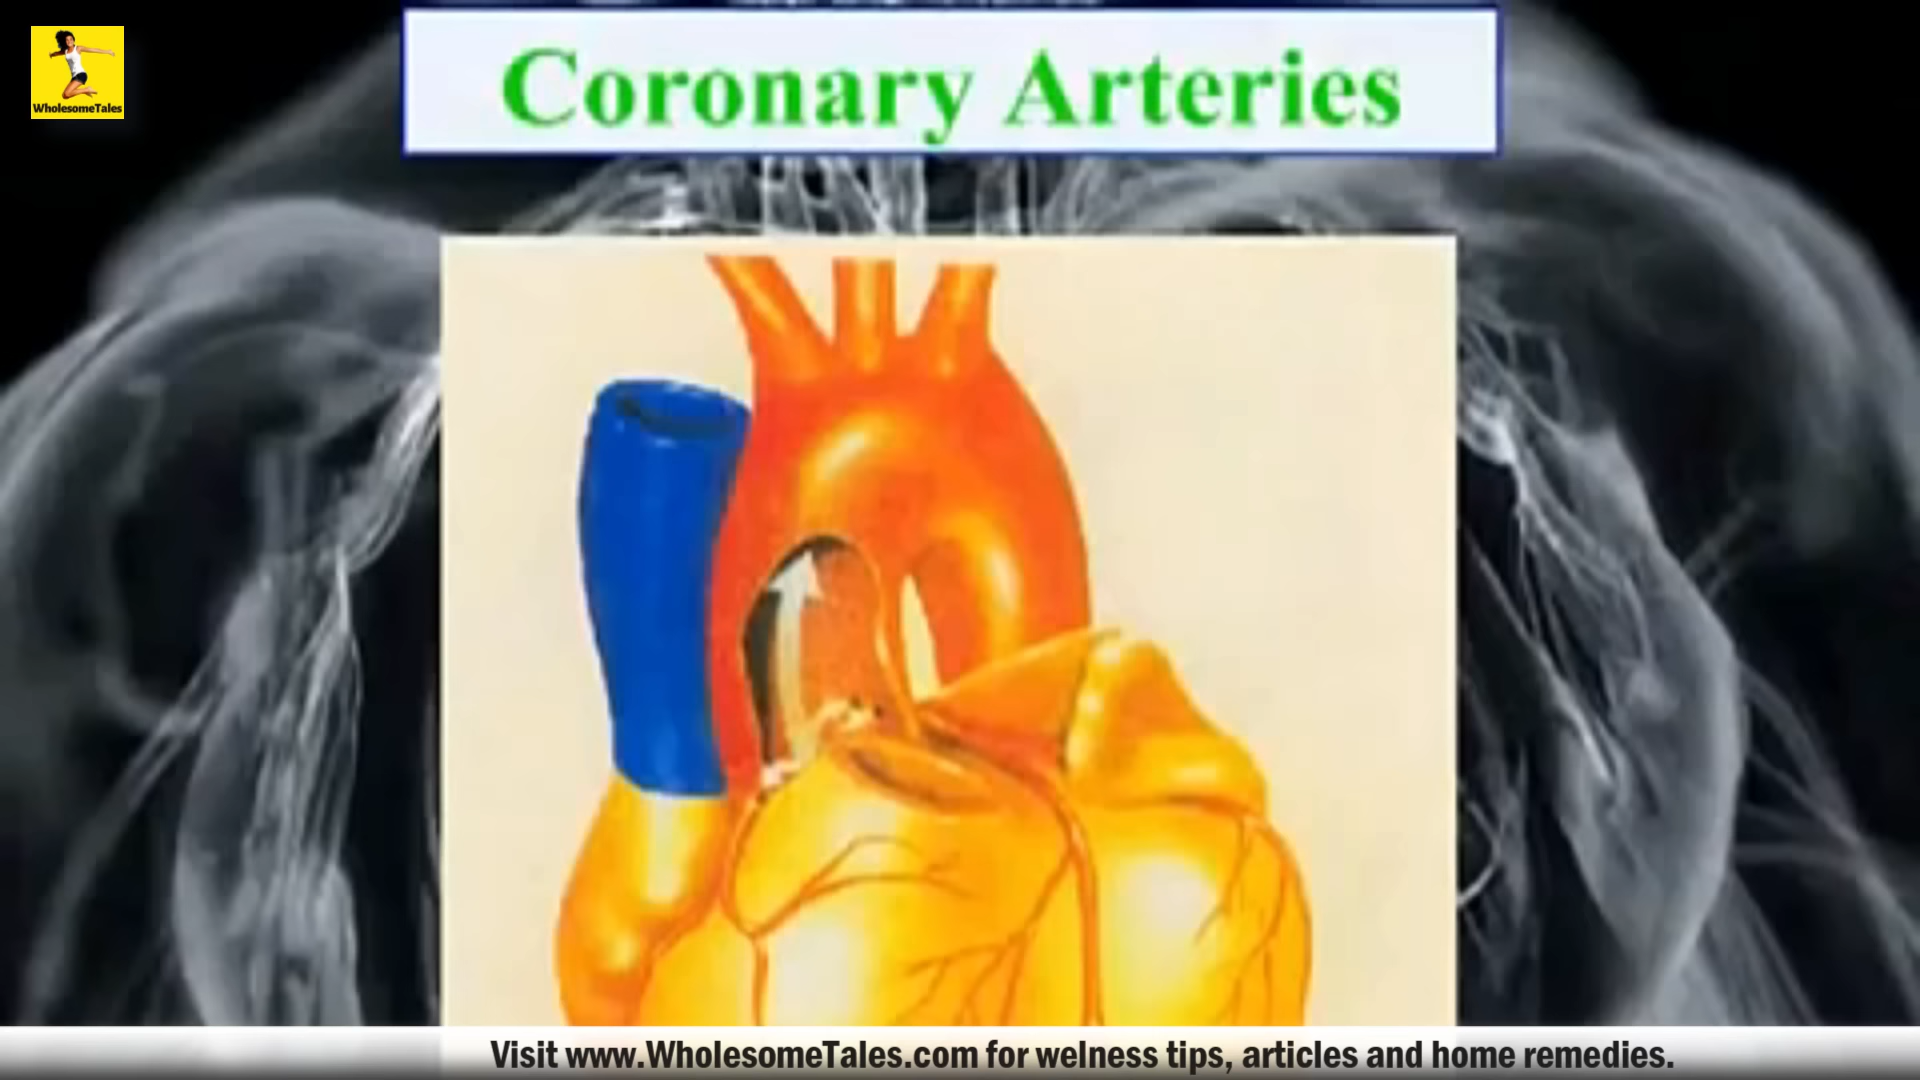 WholesomeTales
Coronary Arteries
Visit www.WholesomeTales.com for welness tips, articles and home remedies.